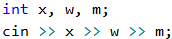 int x, w, m;
cin >> x >> w >> m;